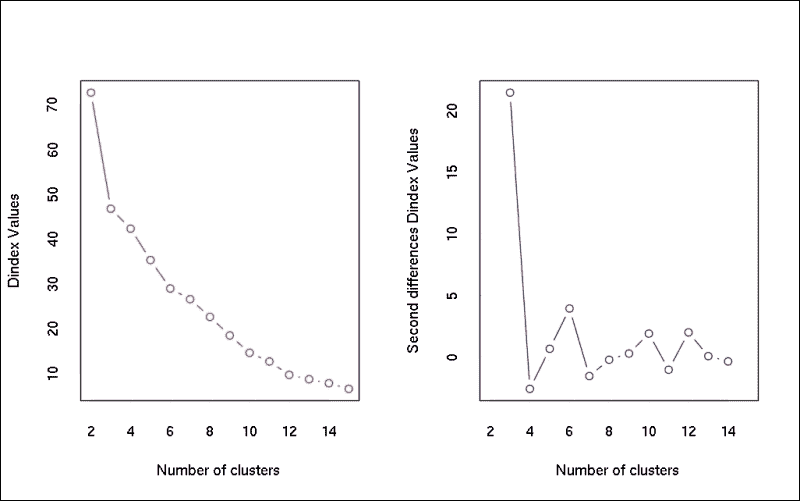 Dindex Values
70
60
50
40
30
20
10
2 4 6 8 10 12 14
Number of clusters
Second differences Dindex Values
20
15
10
5
0
2 4 6 8 10 12 14
Number of clusters